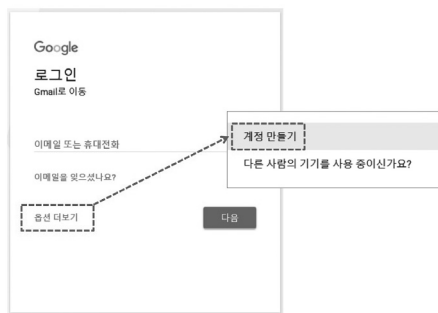 Google
로그인
Gmail로 이동
이메일 또는 휴대전화
이메일을 잊으셨나요?
옵션 더보기
다음
계정 만들기
다른 사람의 기기를 사용 중이신가요?